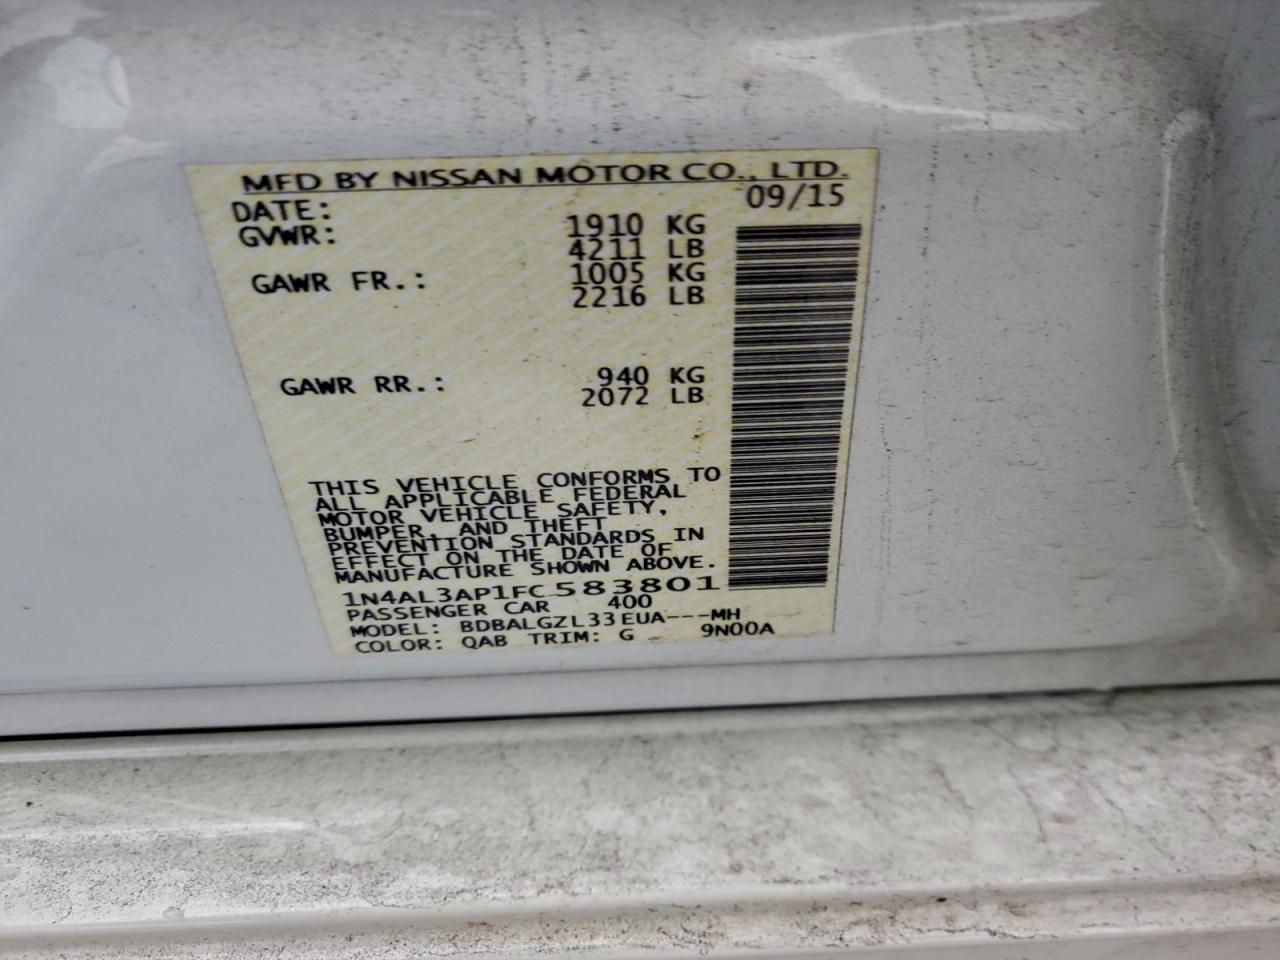 MFD BY NISSAN MOTOR CO., LTD.
DATE: 09/15
GVWR: 1910 KG
4211 LB
GAWR FR.: 1005 KG
2216 LB
GAWR RR.: 940 KG
2072 LB
THIS VEHICLE CONFORMS TO
ALL APPLICABLE FEDERAL
MOTOR VEHICLE SAFETY,
BUMPER, AND THEFT
PREVENTION STANDARDS IN
EFFECT ON THE DATE OF
MANUFACTURE SHOWN ABOVE.
1N4AL3AP1FC583801
PASSENGER CAR 400
MODEL: BDBALGZL33EUA---MH
COLOR: QAB TRIM: G 9N00A